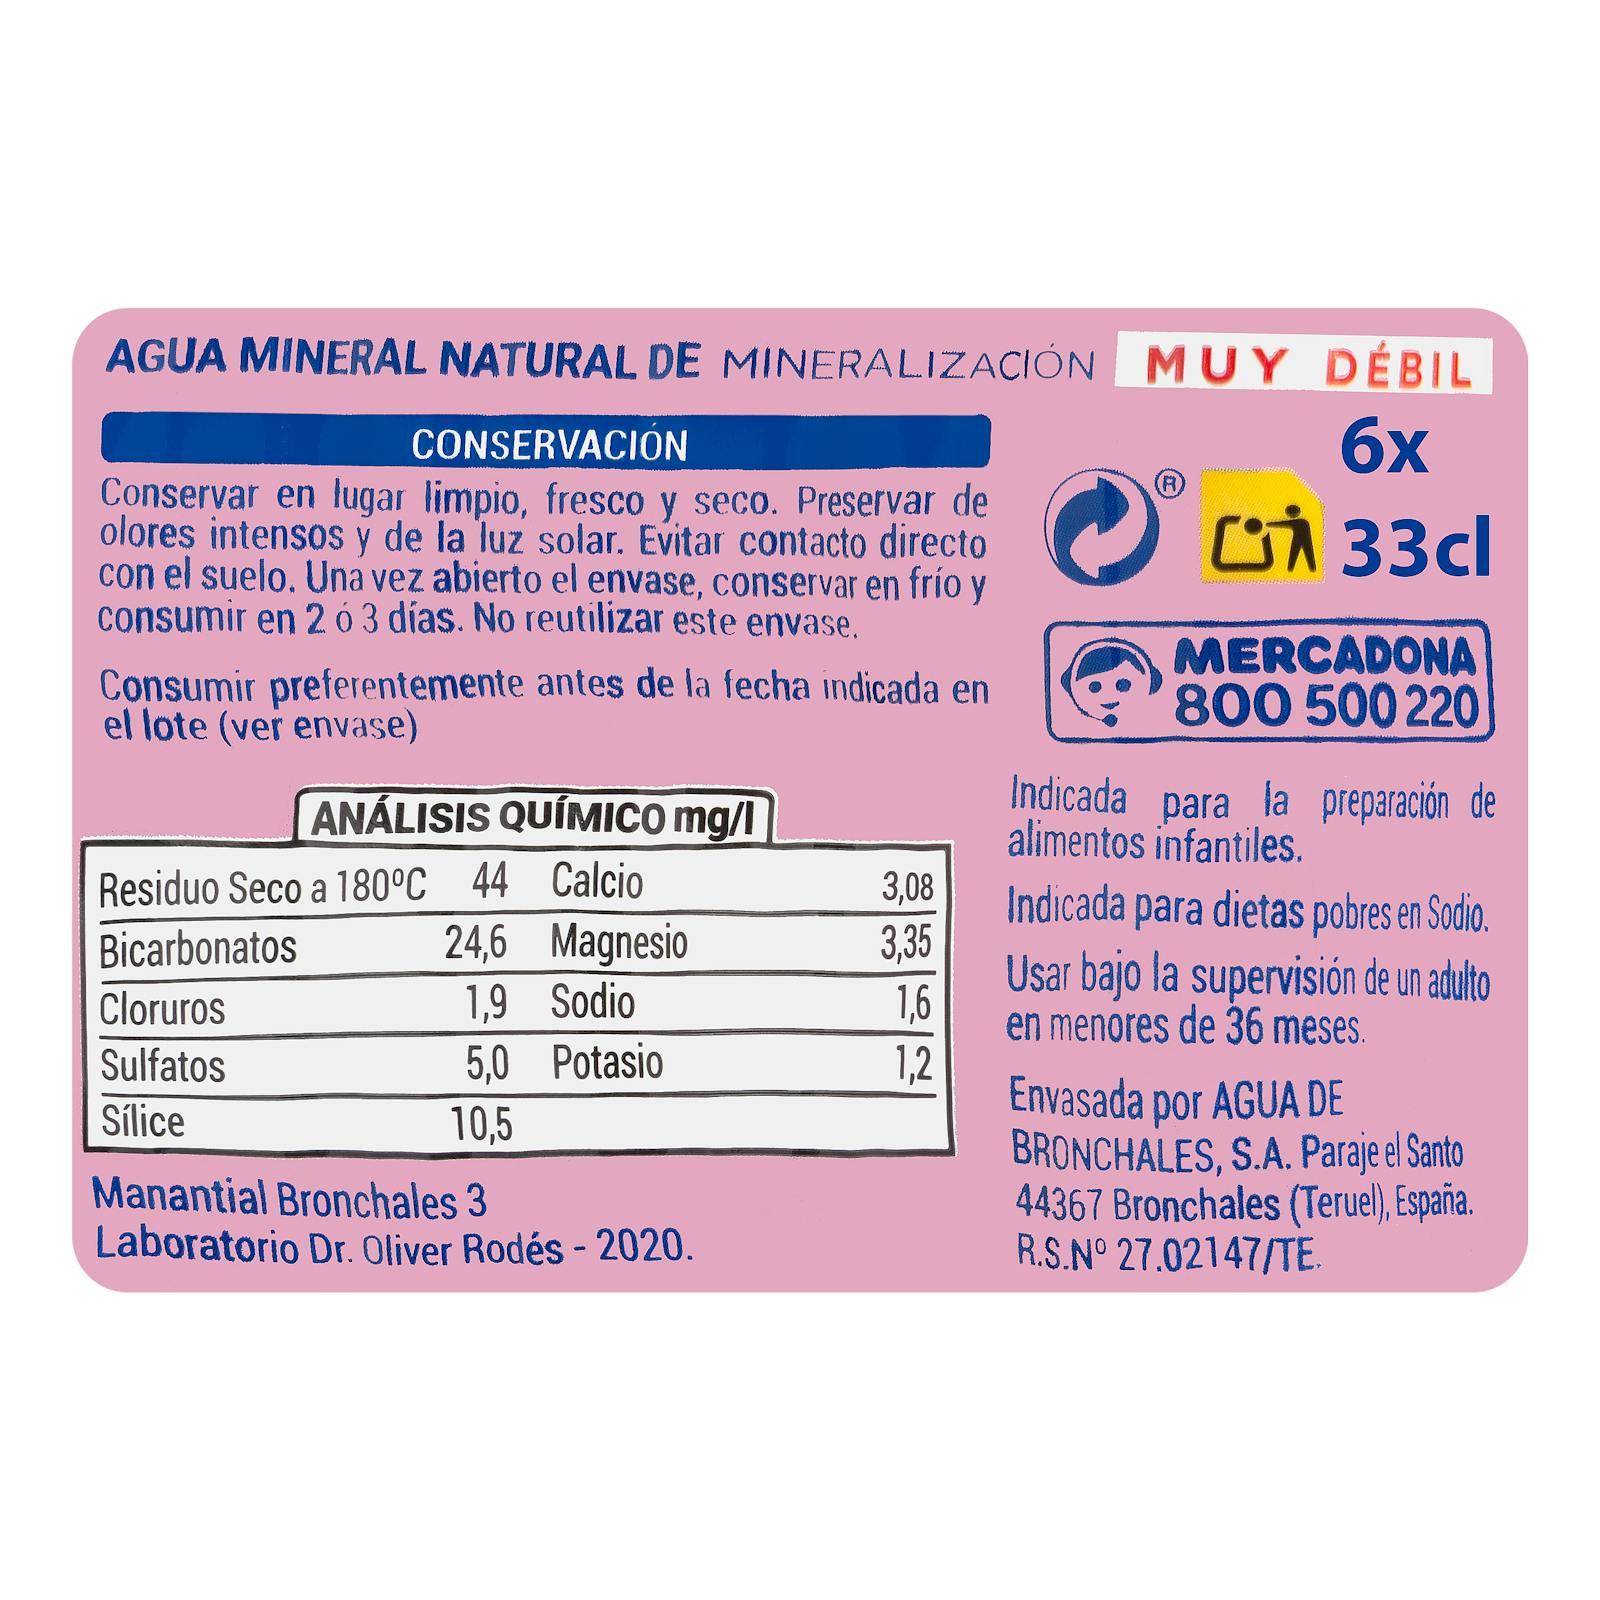 AGUA MINERAL NATURAL DE MINERALIZACIÓN MUY DÉBIL
CONSERVACIÓN
Conservar en lugar limpio, fresco y seco. Preservar de
olores intensos y de la luz solar. Evitar contacto directo
con el suelo. Una vez abierto el envase, conservar en frío y
consumir en 2 ó 3 días. No reutilizar este envase.
Consumir preferentemente antes de la fecha indicada en
el lote (ver envase)
ANÁLISIS QUÍMICO mg/l
Residuo Seco a 180ºC 44 Calcio 3,08
Bicarbonatos 24,6 Magnesio 3,35
Cloruros 1,9 Sodio 1,6
Sulfatos 5,0 Potasio 1,2
Sílice 10,5
Manantial Bronchales 3
Laboratorio Dr. Oliver Rodés - 2020.
®
6x
33cl
MERCADONA
800 500 220
Indicada para la preparación de
alimentos infantiles.
Indicada para dietas pobres en Sodio.
Usar bajo la supervisión de un adulto
en menores de 36 meses.
Envasada por AGUA DE
BRONCHALES, S.A. Paraje el Santo
44367 Bronchales (Teruel), España.
R.S.Nº 27.02147/TE.